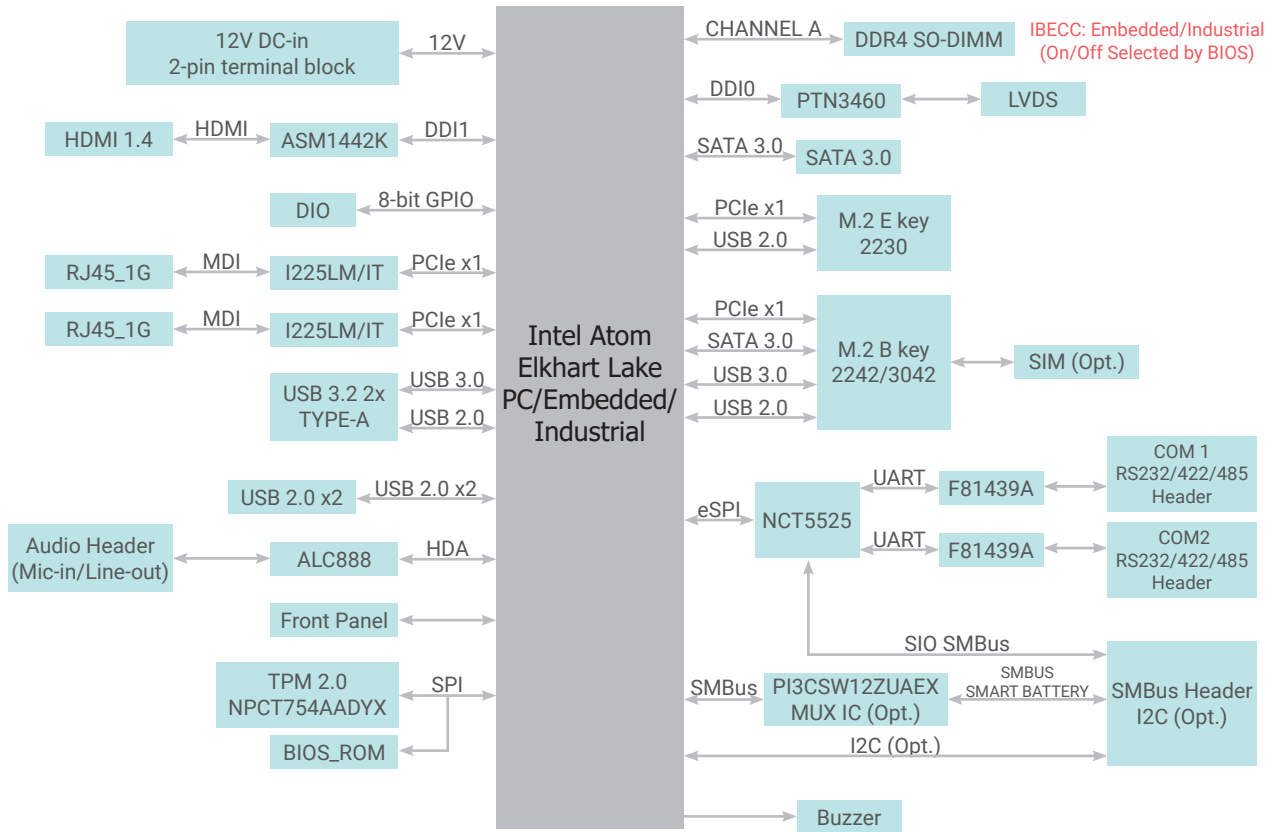 12V DC-in
2-pin terminal block
12V
HDMI 1.4
HDMI
ASM1442K
DDI1
DIO
8-bit GPIO
RJ45_1G
MDI
I225LM/IT
PCIe x1
RJ45_1G
MDI
I225LM/IT
PCIe x1
USB 3.2 2x
TYPE-A
USB 3.0
USB 2.0
USB 2.0 x2
USB 2.0 x2
Audio Header
(Mic-in/Line-out)
ALC888
HDA
Front Panel
TPM 2.0
NPCT754AADYX
SPI
BIOS_ROM
Intel Atom
Elkhart Lake
PC/Embedded/
Industrial
CHANNEL A
DDR4 SO-DIMM
IBECC: Embedded/Industrial
(On/Off Selected by BIOS)
DDI0
PTN3460
LVDS
SATA 3.0
SATA 3.0
PCIe x1
USB 2.0
M.2 E key
2230
PCIe x1
SATA 3.0
USB 3.0
USB 2.0
M.2 B key
2242/3042
SIM (Opt.)
eSPI
NCT5525
UART
F81439A
COM 1
RS232/422/485
Header
UART
F81439A
COM2
RS232/422/485
Header
SIO SMBus
SMBus
PI3CSW12ZUAEX
MUX IC (Opt.)
SMBUS
SMART BATTERY
SMBus Header
I2C (Opt.)
I2C (Opt.)
Buzzer